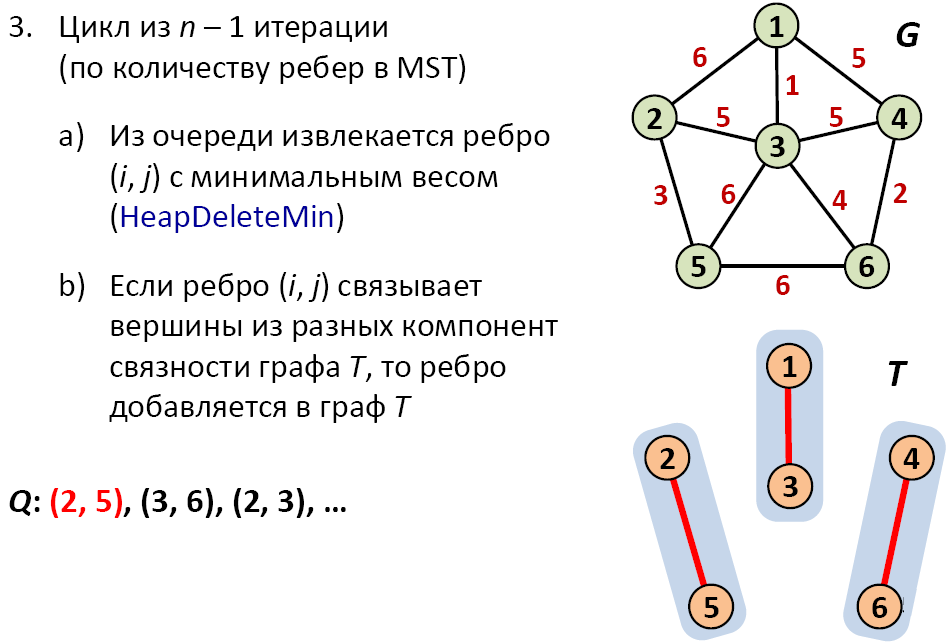 3. Цикл из n – 1 итерации
(по количеству ребер в MST)
a) Из очереди извлекается ребро
(i, j) с минимальным весом
(HeapDeleteMin)
b) Если ребро (i, j) связывает
вершины из разных компонент
связности графа T, то ребро
добавляется в граф T
Q: (2, 5), (3, 6), (2, 3), ...
G
1
6
1
5
2
5
5
4
3
3
6
4
2
5
6
6
T
1
2
4
3
5
6